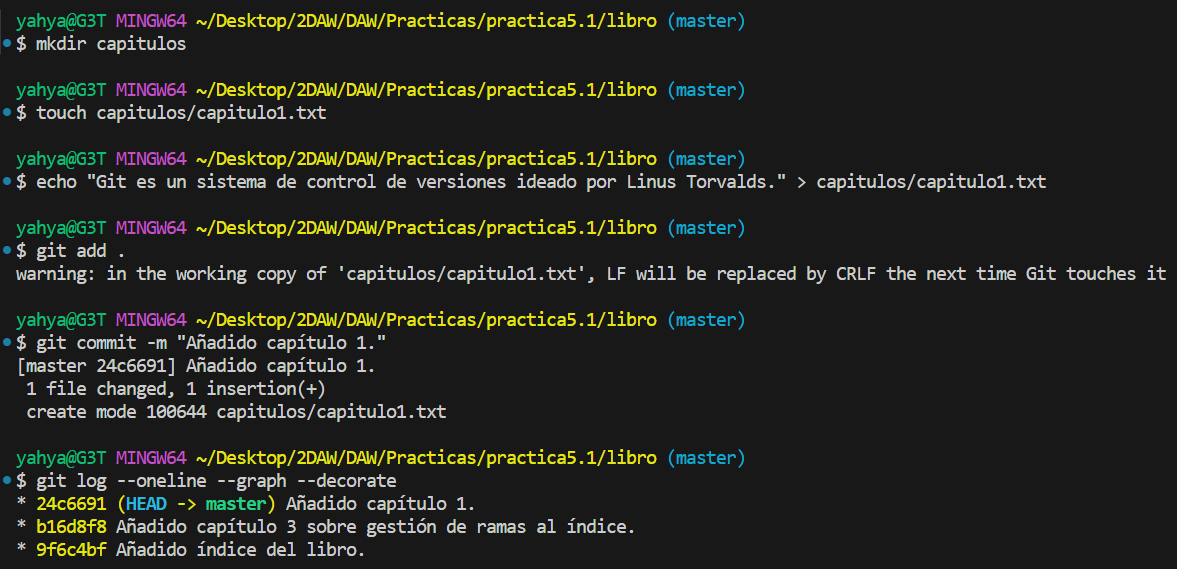 yahya@G3T MINGW64 ~/Desktop/2DAW/DAW/Practicas/practica5.1/libro (master)
$ mkdir capitulos
yahya@G3T MINGW64 ~/Desktop/2DAW/DAW/Practicas/practica5.1/libro (master)
$ touch capitulos/capitulo1.txt
yahya@G3T MINGW64 ~/Desktop/2DAW/DAW/Practicas/practica5.1/libro (master)
$ echo "Git es un sistema de control de versiones ideado por Linus Torvalds." > capitulos/capitulo1.txt
yahya@G3T MINGW64 ~/Desktop/2DAW/DAW/Practicas/practica5.1/libro (master)
$ git add .
warning: in the working copy of 'capitulos/capitulo1.txt', LF will be replaced by CRLF the next time Git touches it
yahya@G3T MINGW64 ~/Desktop/2DAW/DAW/Practicas/practica5.1/libro (master)
$ git commit -m "Añadido capítulo 1."
[master 24c6691] Añadido capítulo 1.
 1 file changed, 1 insertion(+)
 create mode 100644 capitulos/capitulo1.txt
yahya@G3T MINGW64 ~/Desktop/2DAW/DAW/Practicas/practica5.1/libro (master)
$ git log --oneline --graph --decorate
* 24c6691 (HEAD -> master) Añadido capítulo 1.
* b16d8f8 Añadido capítulo 3 sobre gestión de ramas al índice.
* 9f6c4bf Añadido índice del libro.